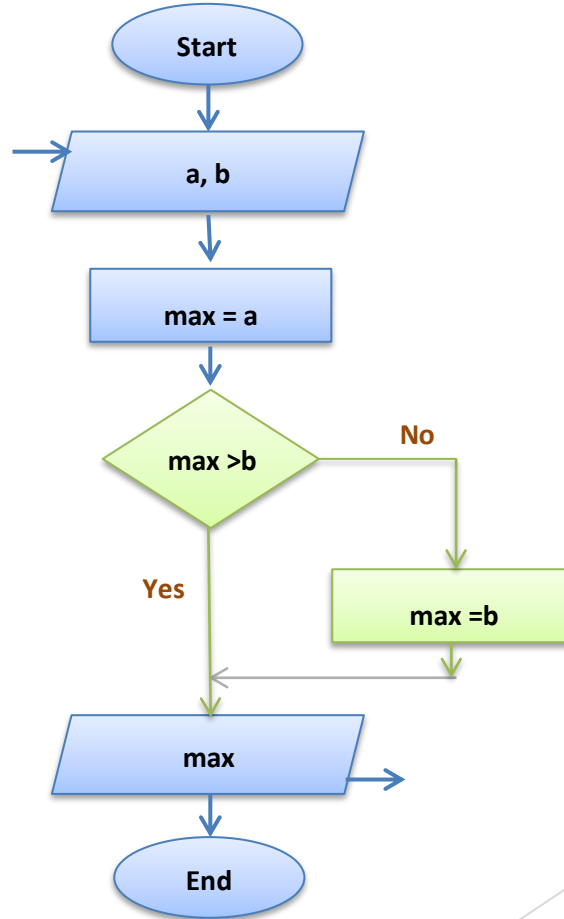 Start
a, b
max = a
max >b
No
Yes
max =b
max
End